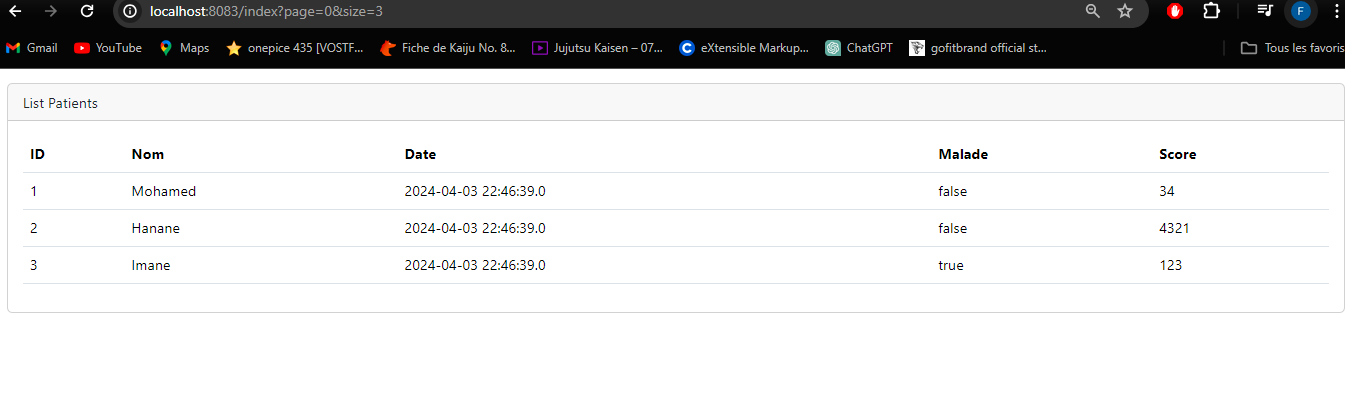 localhost:8083/index?page=0&size=3
F
Gmail YouTube Maps onepice 435 [VOSTF... Fiche de Kaiju No. 8... Jujutsu Kaisen – 07... eXtensible Markup... ChatGPT gofitbrand official st... Tous les favoris
List Patients
ID Nom Date Malade Score
1 Mohamed 2024-04-03 22:46:39.0 false 34
2 Hanane 2024-04-03 22:46:39.0 false 4321
3 Imane 2024-04-03 22:46:39.0 true 123